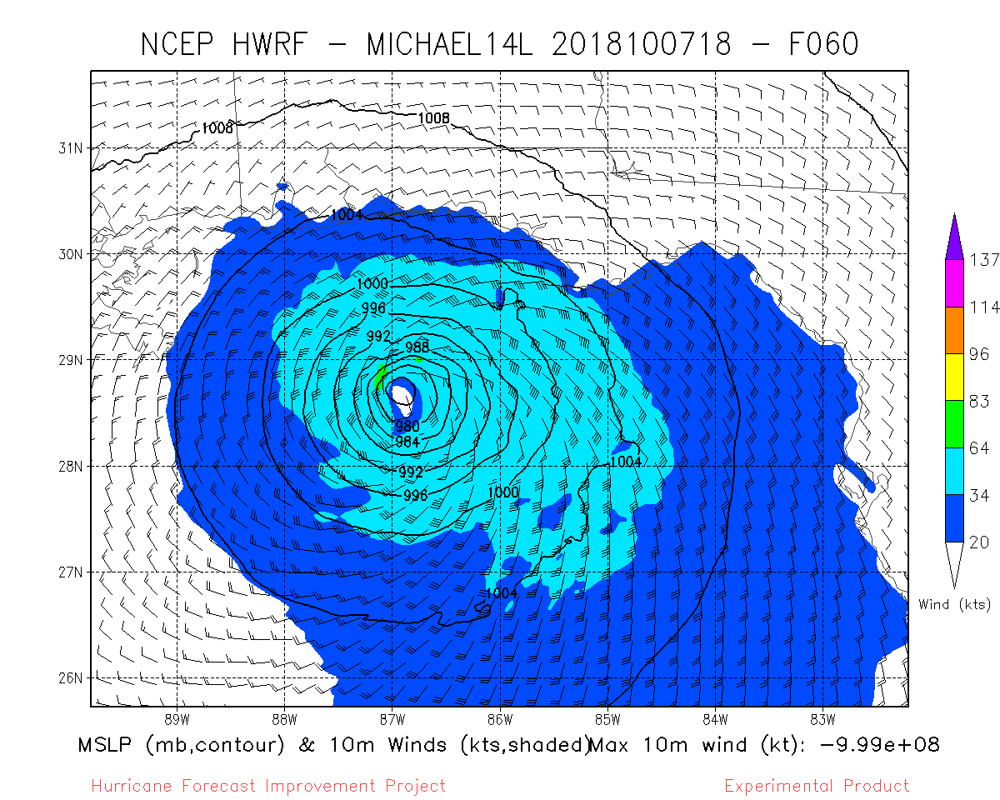 NCEP HWRF - MICHAEL14L 2018100718 - F060
1008
1008
31N
1004
30N
137
1000
114
996
992
988
96
29N
83
980
984
64
28N
1004
992
996
1000
34
20
27N
1004
Wind (kts)
26N
89W 88W 87W 86W 85W 84W 83W
MSLP (mb,contour) & 10m Winds (kts,shaded)Max 10m wind (kt): -9.99e+08
Hurricane Forecast Improvement Project Experimental Product